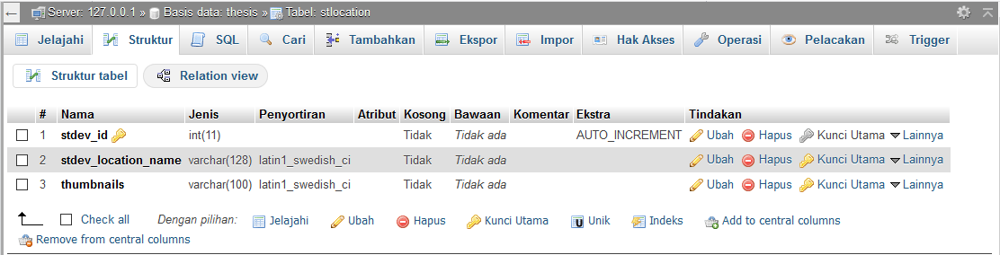 Server: 127.0.0.1 » Basis data: thesis » Tabel: stlocation
Jelajahi Struktur SQL Cari Tambahkan Ekspor Impor Hak Akses Operasi Pelacakan Trigger
Struktur tabel Relation view
# Nama Jenis Penyortiran Atribut Kosong Bawaan Komentar Ekstra Tindakan
1 stdev_id int(11) Tidak Tidak ada AUTO_INCREMENT Ubah Hapus Kunci Utama Lainnya
2 stdev_location_name varchar(128) latin1_swedish_ci Tidak Tidak ada Ubah Hapus Kunci Utama Lainnya
3 thumbnails varchar(100) latin1_swedish_ci Tidak Tidak ada Ubah Hapus Kunci Utama Lainnya
Check all Dengan pilihan: Jelajahi Ubah Hapus Kunci Utama Unik Indeks Add to central columns
Remove from central columns